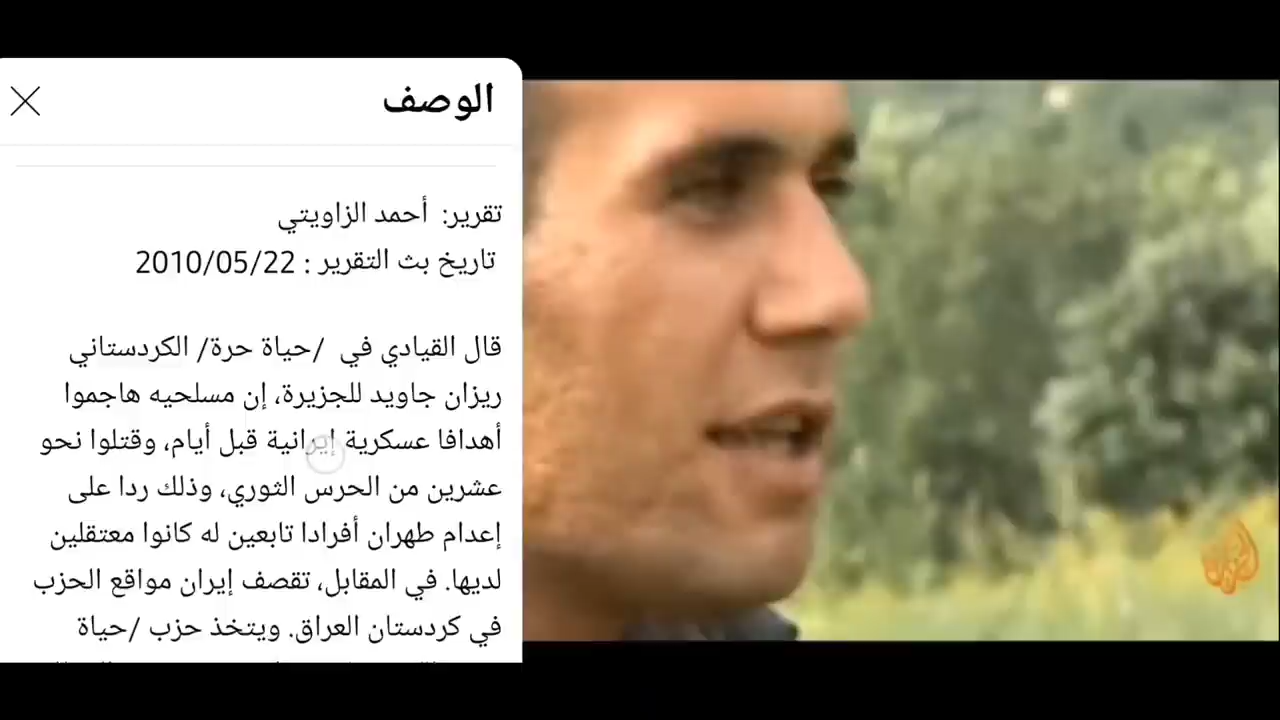 الوصف
تقرير: أحمد الزاويتي
تاريخ بث التقرير : 2010/05/22
قال القيادي في /حياة حرة/ الكردستاني
ريزان جاويد للجزيرة، إن مسلحيه هاجموا
أهدافا عسكرية إيرانية قبل أيام، وقتلوا نحو
عشرين من الحرس الثوري، وذلك ردا على
إعدام طهران أفرادا تابعين له كانوا معتقلين
لديها. في المقابل، تقصف إيران مواقع الحزب
في كردستان العراق. ويتخذ حزب /حياة